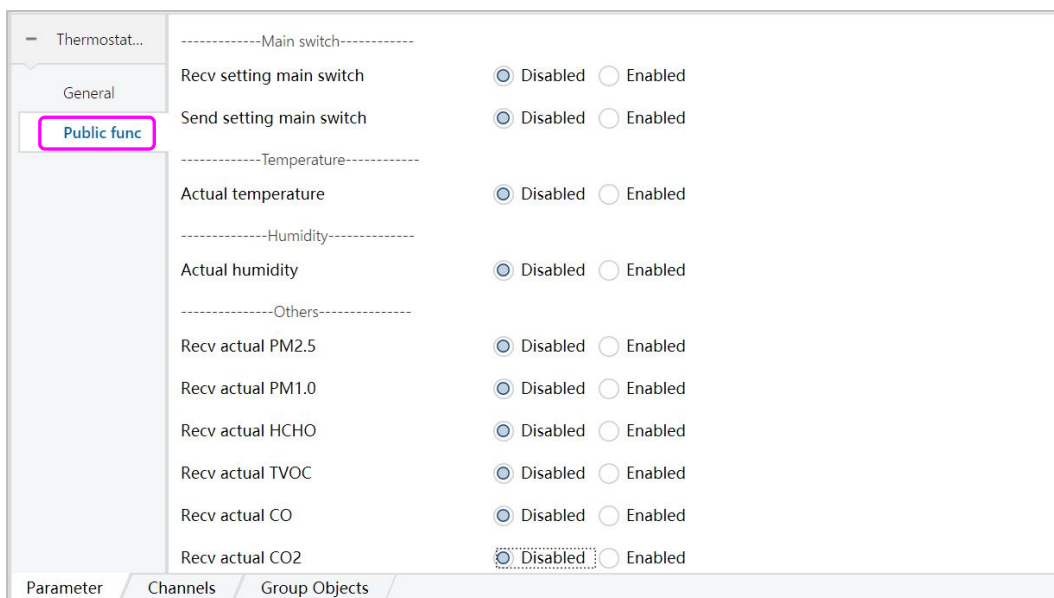 − Thermostat...
General
Public func
-------------Main switch------------
Recv setting main switch Disabled Enabled
Send setting main switch Disabled Enabled
-------------Temperature------------
Actual temperature Disabled Enabled
--------------Humidity--------------
Actual humidity Disabled Enabled
---------------Others---------------
Recv actual PM2.5 Disabled Enabled
Recv actual PM1.0 Disabled Enabled
Recv actual HCHO Disabled Enabled
Recv actual TVOC Disabled Enabled
Recv actual CO Disabled Enabled
Recv actual CO2 Disabled Enabled
Parameter Channels Group Objects